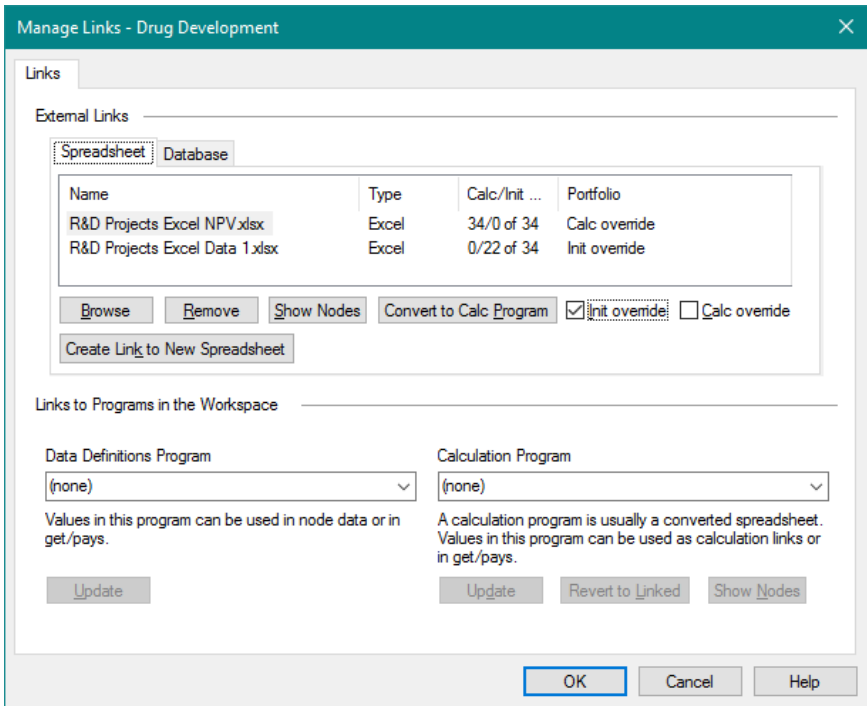 Manage Links - Drug Development
Links
External Links
Spreadsheet Database
Name Type Calc/Init ... Portfolio
R&D Projects Excel NPV.xlsx Excel 34/0 of 34 Calc override
R&D Projects Excel Data 1.xlsx Excel 0/22 of 34 Init override
Browse Remove Show Nodes Convert to Calc Program Init override Calc override
Create Link to New Spreadsheet
Links to Programs in the Workspace
Data Definitions Program Calculation Program
(none) (none)
Values in this program can be used in node data or in A calculation program is usually a converted spreadsheet.
get/pays. Values in this program can be used as calculation links or
in get/pays.
Update Update Revert to Linked Show Nodes
OK Cancel Help